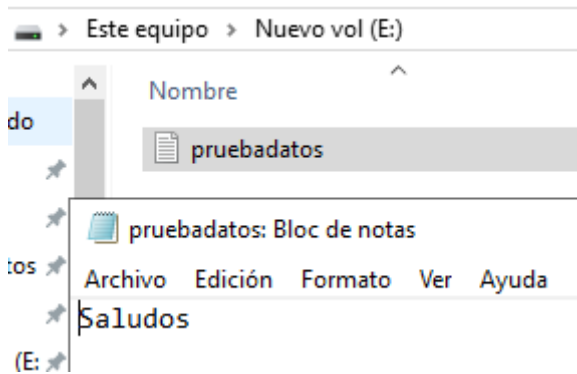 Este equipo > Nuevo vol (E:)
Nombre
do
pruebadatos
pruebadatos: Bloc de notas
tos
Archivo Edición Formato Ver Ayuda
Saludos
(E: